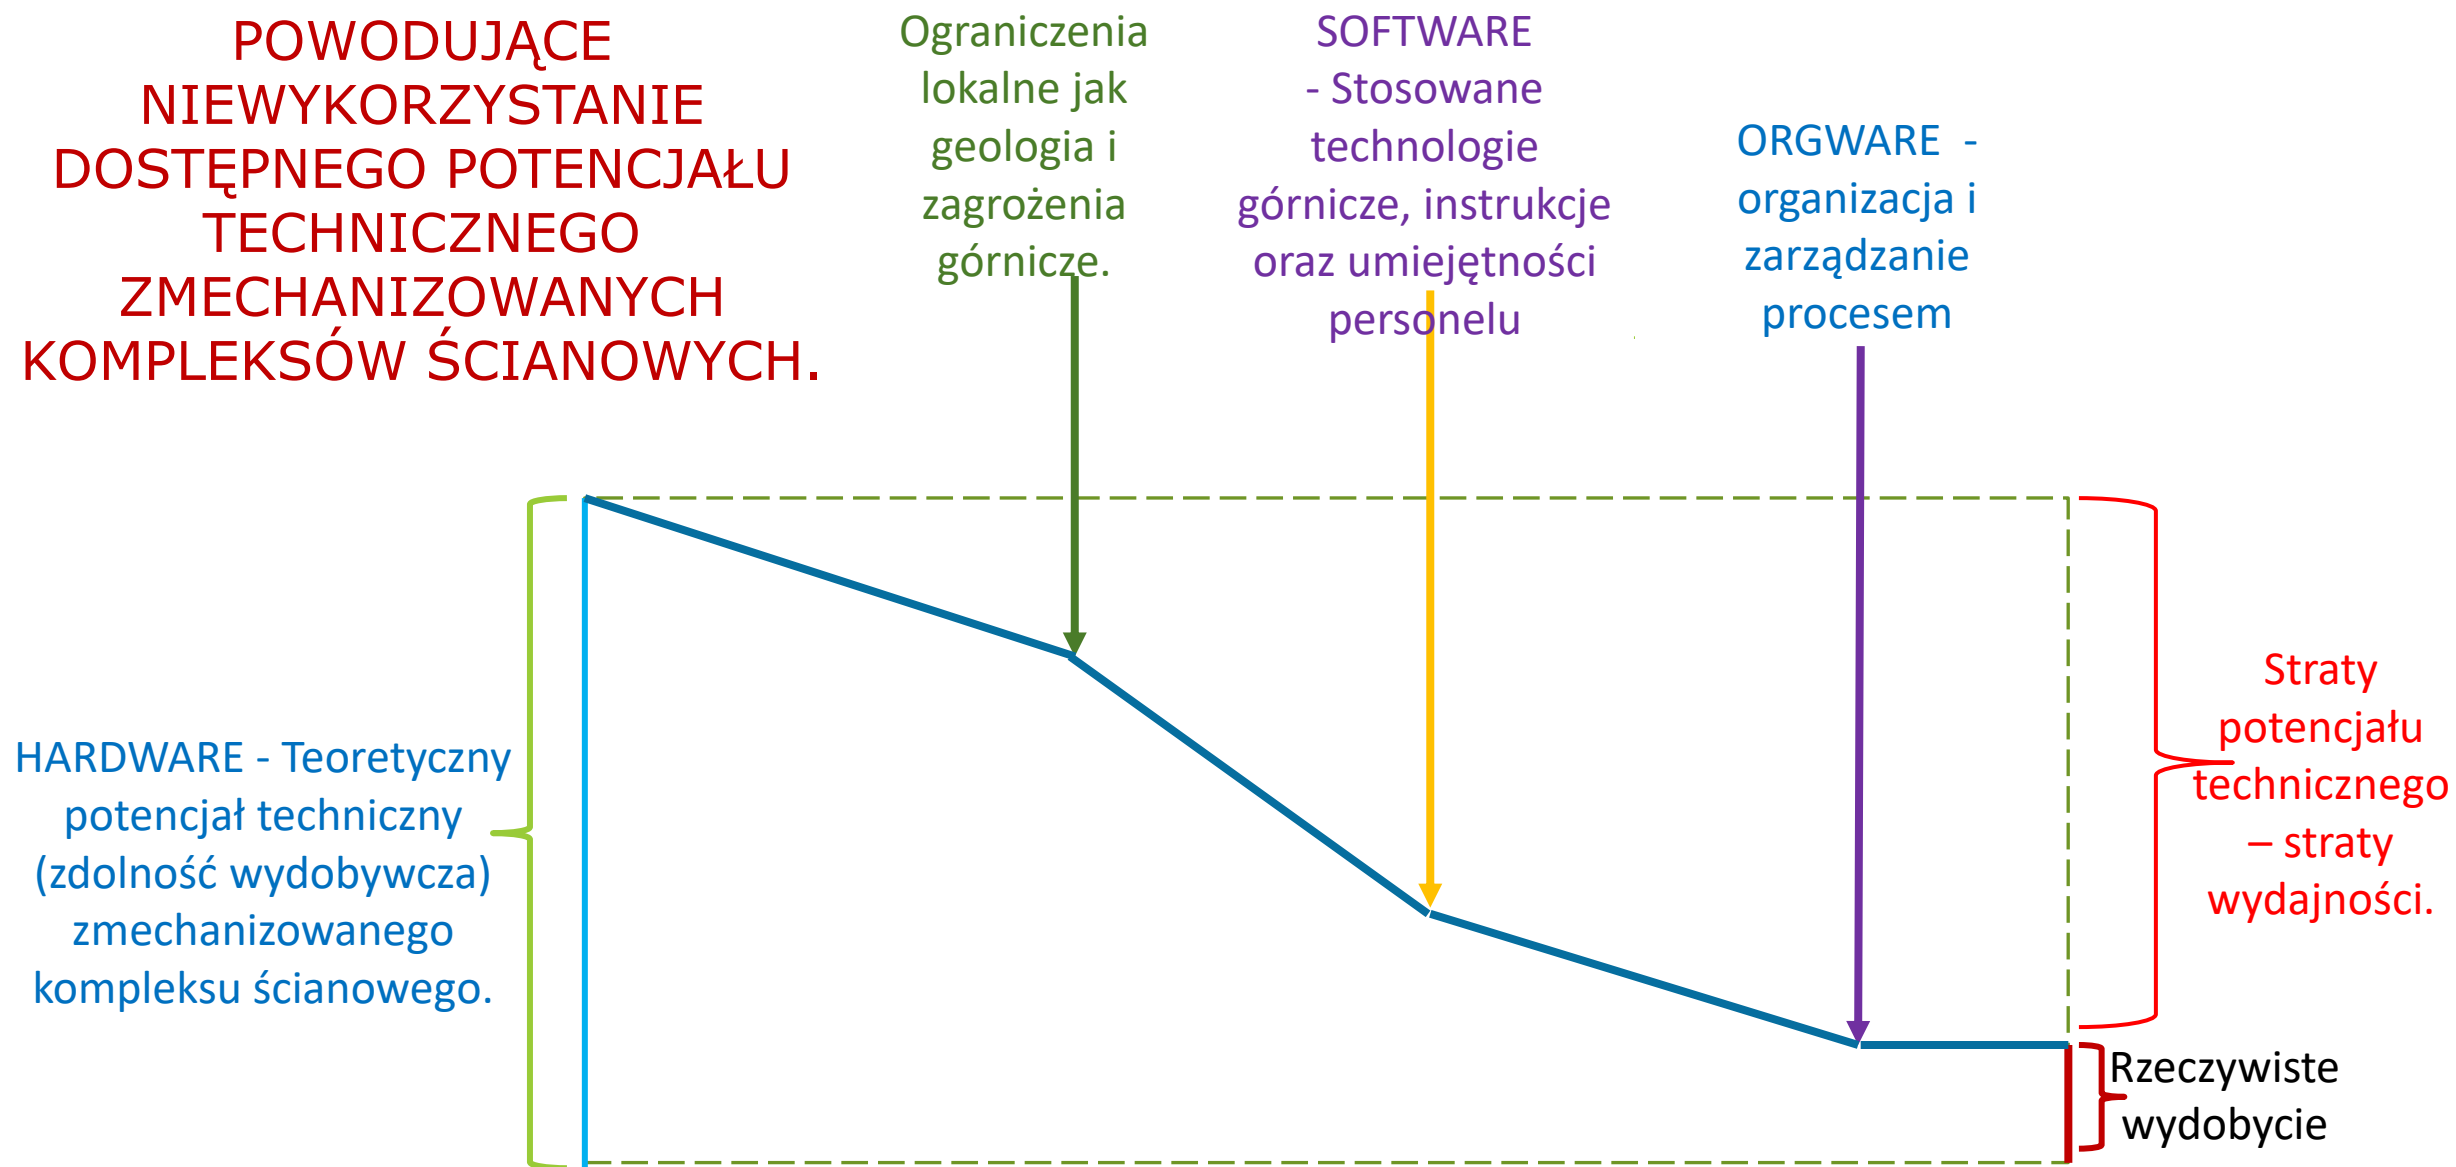 POWODUJĄCE
NIEWYKORZYSTANIE
DOSTĘPNEGO POTENCJAŁU
TECHNICZNEGO
ZMECHANIZOWANYCH
KOMPLEKSÓW ŚCIANOWYCH.
Ograniczenia
lokalne jak
geologia i
zagrożenia
górnicze.
SOFTWARE
- Stosowane
technologie
górnicze, instrukcje
oraz umiejętności
personelu
ORGWARE -
organizacja i
zarządzanie
procesem
HARDWARE - Teoretyczny
potencjał techniczny
(zdolność wydobywcza)
zmechanizowanego
kompleksu ścianowego.
Straty
potencjału
technicznego
– straty
wydajności.
Rzeczywiste
wydobycie